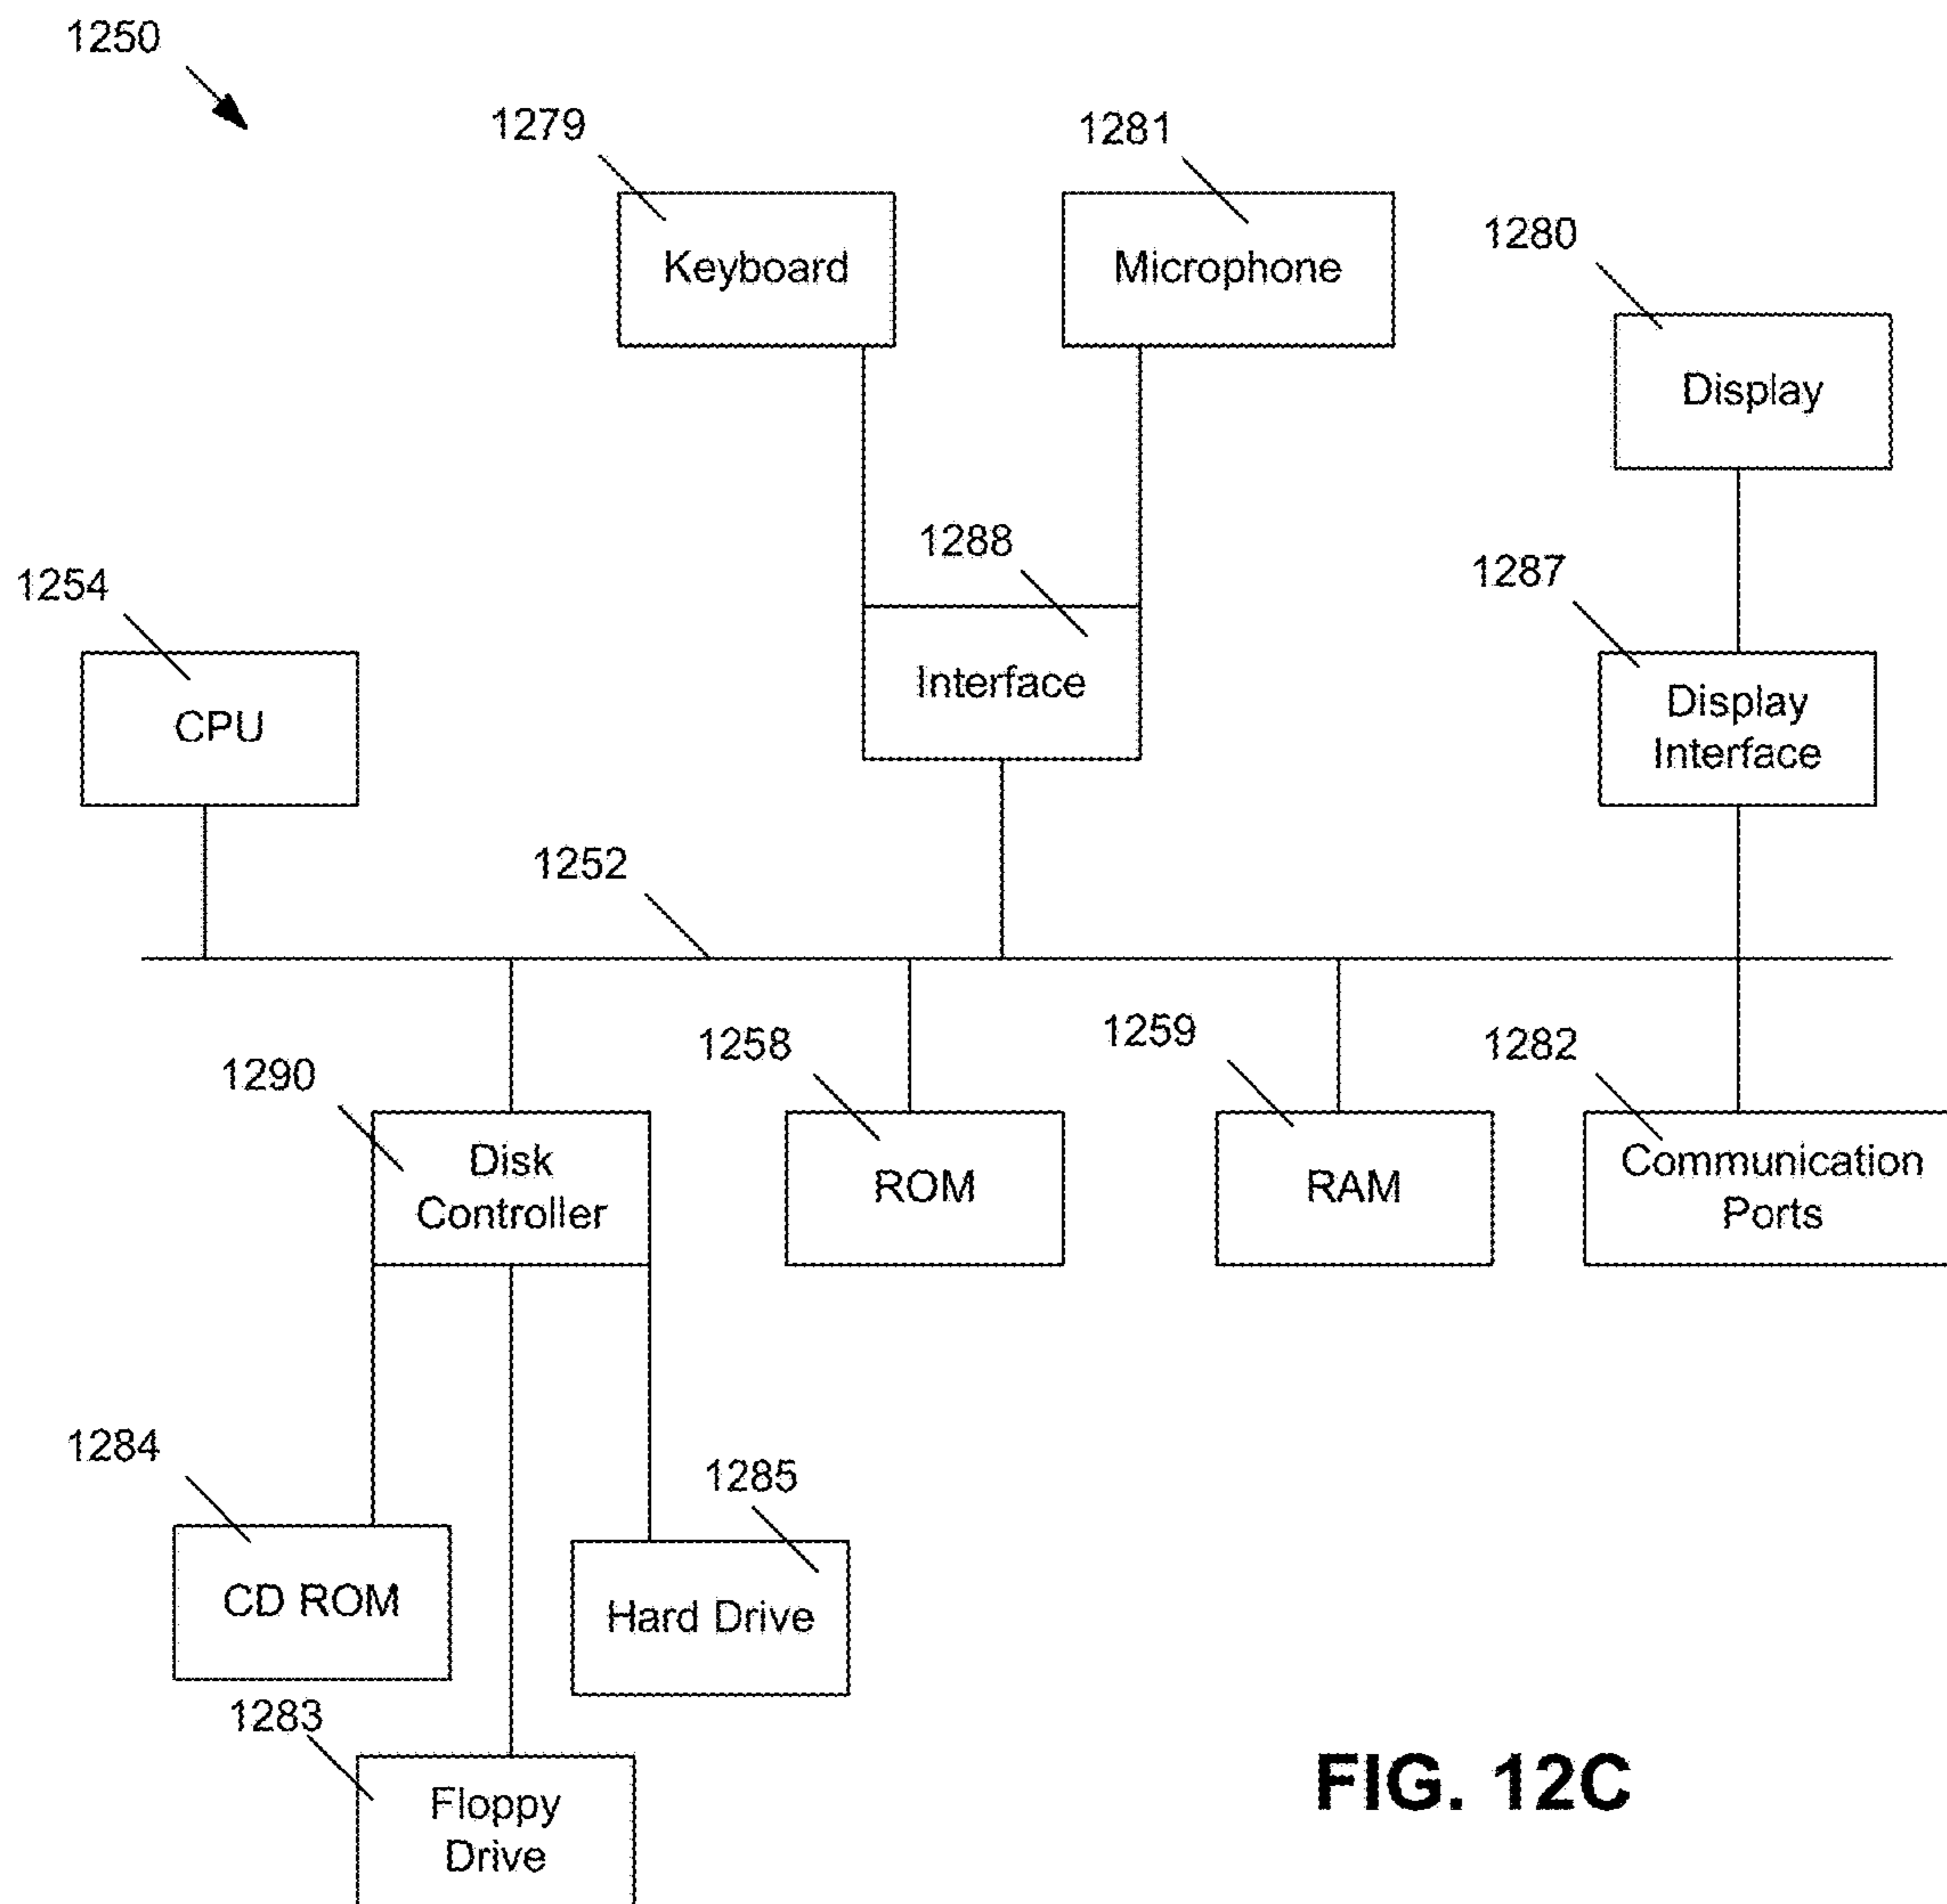 1250
1279
1281
Keyboard
Microphone
1280
Display
1288
1287
1254
Interface
Display
Interface
CPU
1252
1258
1259
1282
1290
Disk
Controller
ROM
RAM
Communication
Ports
1284
1285
CD ROM
Hard Drive
1283
Floppy
Drive
FIG. 12C